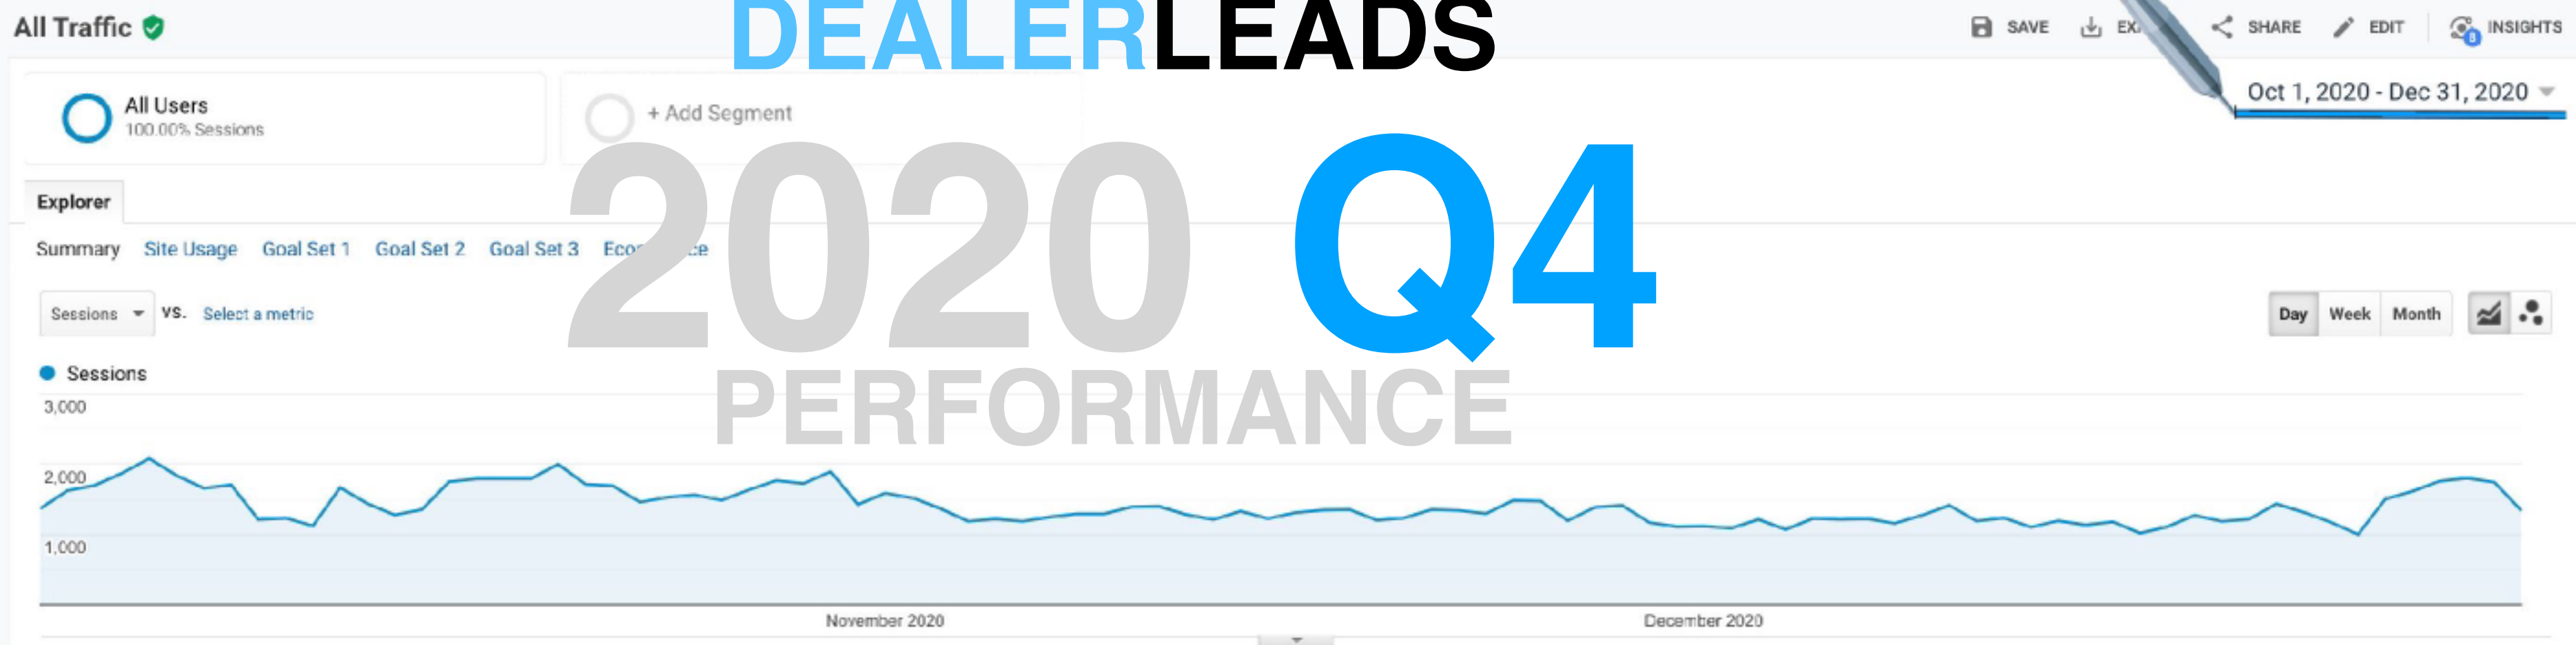 DEALERLEADS
All Traffic
SAVE
SHARE
EDIT
INSIGHTS
8
All Users
100.00% Sessions
+ Add Segment
Oct 1, 2020 - Dec 31, 2020
2020 Q4
PERFORMANCE
Explorer
Summary Site Usage Goal Set 1 Goal Set 2 Goal Set 3
Sessions VS. Select a metric
Day Week Month
Sessions
3,000
2,000
1,000
November 2020 December 2020